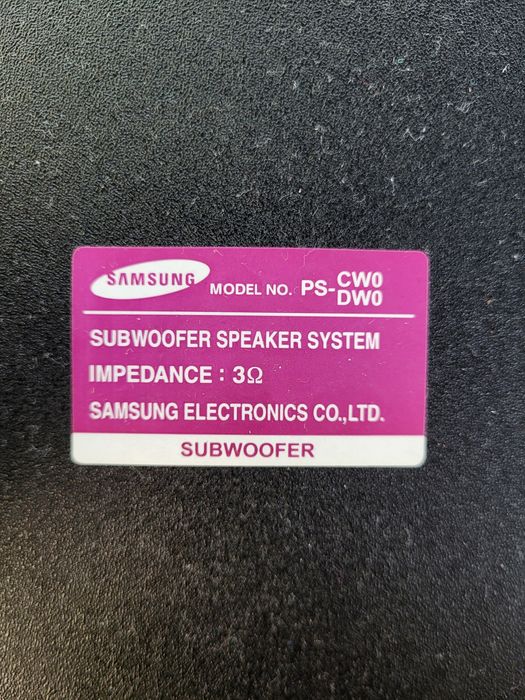 SAMSUNG MODEL NO. PS-CW0
DW0
SUBWOOFER SPEAKER SYSTEM
IMPEDANCE : 3Ω
SAMSUNG ELECTRONICS CO.,LTD.
SUBWOOFER